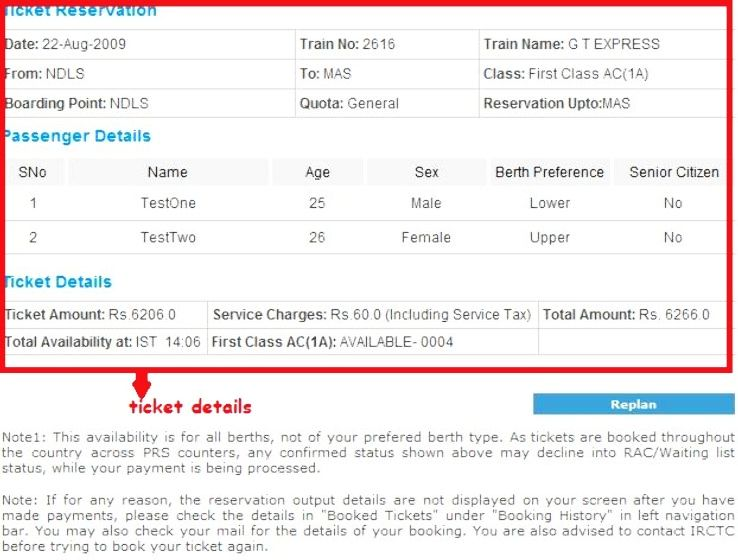 Ticket Reservation
Date: 22-Aug-2009 Train No: 2616 Train Name: G T EXPRESS
From: NDLS To: MAS Class: First Class AC(1A)
Boarding Point: NDLS Quota: General Reservation Upto:MAS
Passenger Details
SNo Name Age Sex Berth Preference Senior Citizen
1 TestOne 25 Male Lower No
2 TestTwo 26 Female Upper No
Ticket Details
Ticket Amount: Rs.6206.0 Service Charges: Rs.60.0 (Including Service Tax) Total Amount: Rs. 6266.0
Total Availability at: IST 14:06 First Class AC(1A): AVAILABLE- 0004
ticket details
Replan
Note1: This availability is for all berths, not of your prefered berth type. As tickets are booked throughout
the country across PRS counters, any confirmed status shown above may decline into RAC/Waiting list
status, while your payment is being processed.
Note: If for any reason, the reservation output details are not displayed on your screen after you have
made payments, please check the details in "Booked Tickets" under "Booking History" in left navigation
bar. You may also check your mail for the details of your booking. You are also advised to contact IRCTC
before trying to book your ticket again.